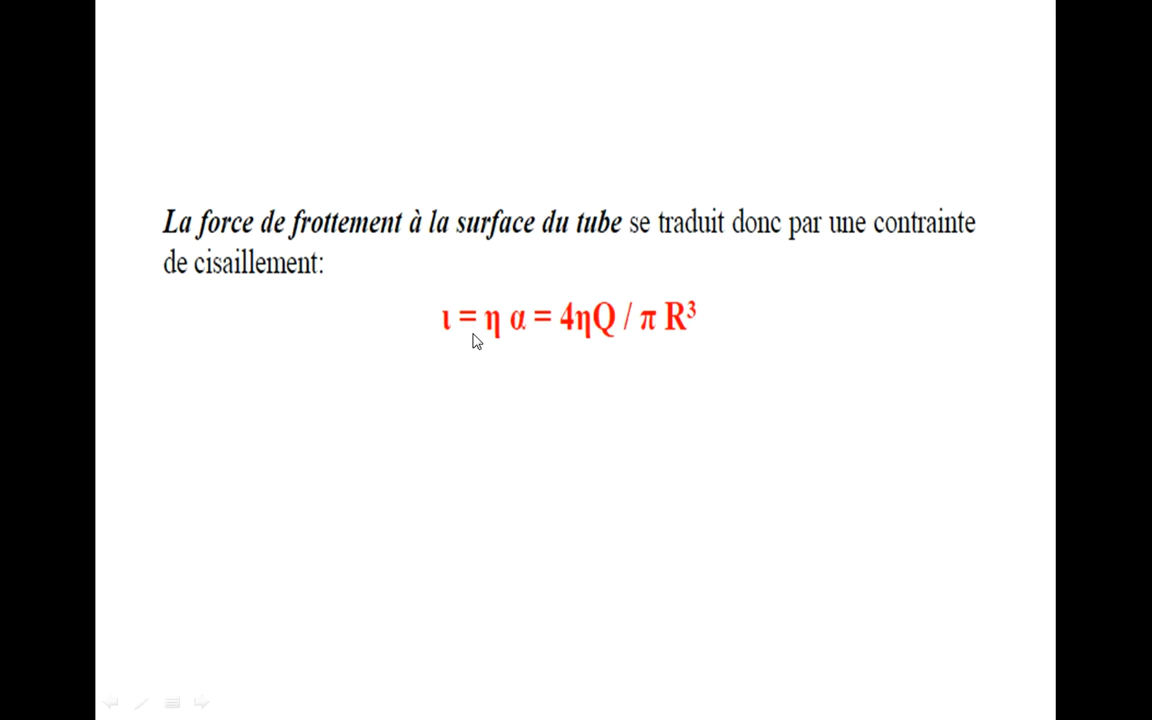 La force de frottement à la surface du tube se traduit donc par une contrainte
de cisaillement:
ι = η α = 4ηQ / π R³